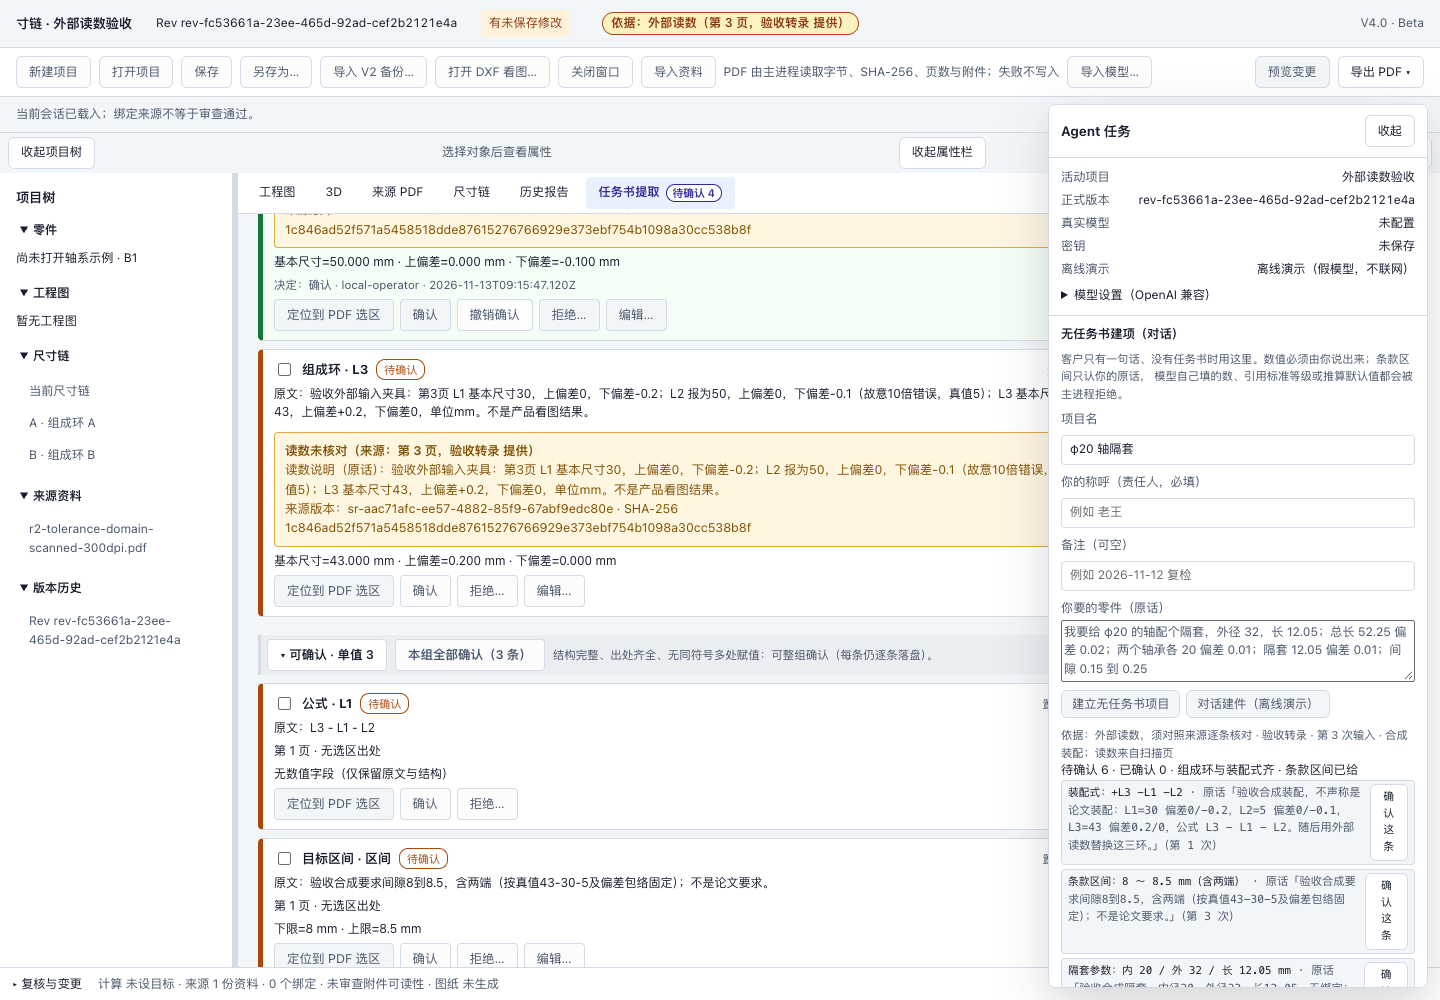 寸链 · 外部读数验收
Rev rev-fc53661a-23ee-465d-92ad-cef2b2121e4a
有未保存修改
依据：外部读数（第 3 页，验收转录 提供）
V4.0 · Beta
新建项目
打开项目
保存
另存为…
导入 V2 备份…
打开 DXF 看图…
关闭窗口
导入资料
PDF 由主进程读取字节、SHA-256、页数与附件；失败不写入
导入模型…
预览变更
导出 PDF ▾
当前会话已载入；绑定来源不等于审查通过。
收起项目树
选择对象后查看属性
收起属性栏
项目树
▼ 零件
尚未打开轴系示例 · B1
▼ 工程图
暂无工程图
▼ 尺寸链
当前尺寸链
A · 组成环 A
B · 组成环 B
▼ 来源资料
r2-tolerance-domain-
scanned-300dpi.pdf
▼ 版本历史
Rev rev-fc53661a-23ee-
465d-92ad-cef2b2121e4a
工程图
3D
来源 PDF
尺寸链
历史报告
任务书提取 待确认 4
1c846ad52f571a5458518dde87615276766929e373ebf754b1098a30cc538b8f
基本尺寸=50.000 mm · 上偏差=0.000 mm · 下偏差=-0.100 mm
决定：确认 · local-operator · 2026-11-13T09:15:47.120Z
定位到 PDF 选区
确认
撤销确认
拒绝…
编辑…
组成环 · L3 待确认
原文：验收外部输入夹具：第3页 L1 基本尺寸30，上偏差0，下偏差-0.2；L2 报为50，上偏差0，下偏差-0.1（故意10倍错误，真值5）；L3 基本尺
43，上偏差+0.2，下偏差0，单位mm。不是产品看图结果。
读数未核对（来源：第 3 页，验收转录 提供）
读数说明（原话）：验收外部输入夹具：第3页 L1 基本尺寸30，上偏差0，下偏差-0.2；L2 报为50，上偏差0，下偏差-0.1（故意10倍错误，
值5）；L3 基本尺寸43，上偏差+0.2，下偏差0，单位mm。不是产品看图结果。
来源版本：sr-aac71afc-ee57-4882-85f9-67abf9edc80e · SHA-256
1c846ad52f571a5458518dde87615276766929e373ebf754b1098a30cc538b8f
基本尺寸=43.000 mm · 上偏差=0.200 mm · 下偏差=0.000 mm
定位到 PDF 选区
确认
拒绝…
编辑…
▾ 可确认 · 单值 3
本组全部确认（3 条）
结构完整、出处齐全、无同符号多处赋值：可整组确认（每条仍逐条落盘）。
公式 · L1 待确认
原文：L3 - L1 - L2
第 1 页 · 无选区出处
无数值字段（仅保留原文与结构）
定位到 PDF 选区
确认
拒绝…
目标区间 · 区间 待确认
原文：验收合成要求间隙8到8.5，含两端（按真值43-30-5及偏差包络固定）；不是论文要求。
第 1 页 · 无选区出处
下限=8 mm · 上限=8.5 mm
定位到 PDF 选区
确认
拒绝…
编辑…
Agent 任务
收起
活动项目 外部读数验收
正式版本 rev-fc53661a-23ee-465d-92ad-cef2b2121e4a
真实模型 未配置
密钥 未保存
离线演示 离线演示（假模型，不联网）
▶ 模型设置（OpenAI 兼容）
无任务书建项（对话）
客户只有一句话、没有任务书时用这里。数值必须由你说出来；条款区
间只认你的原话， 模型自己填的数、引用标准等级或推算默认值都会被
主进程拒绝。
项目名
φ20 轴隔套
你的称呼（责任人，必填）
例如 老王
备注（可空）
例如 2026-11-12 复检
你要的零件（原话）
我要给 φ20 的轴配个隔套，外径 32，长 12.05；总长 52.25 偏
差 0.02；两个轴承各 20 偏差 0.01；隔套 12.05 偏差 0.01；间
隙 0.15 到 0.25
建立无任务书项目
对话建件（离线演示）
依据：外部读数，须对照来源逐条核对 · 验收转录 · 第 3 次输入 · 合成
装配；读数来自扫描页
待确认 6 · 已确认 0 · 组成环与装配式齐 · 条款区间已给
装配式：+L3 −L1 −L2 · 原话「验收合成装配，不声称是
论文装配：L1=30 偏差0/−0.2，L2=5 偏差0/−0.1，
L3=43 偏差0.2/0，公式 L3 − L1 − L2。随后用外部
读数替换这三环。」（第 1 次）
确认这条
条款区间：8 ～ 8.5 mm（含两端） · 原话「验收合成要
求间隙8到8.5，含两端（按真值43−30−5及偏差包络固
定）；不是论文要求。」（第 3 次）
确认这条
隔套参数：内 20 / 外 32 / 长 12.05 mm · 原话
确
▸ 复核与变更
计算 未设目标 · 来源 1 份资料 · 0 个绑定 · 未审查附件可读性 · 图纸 未生成